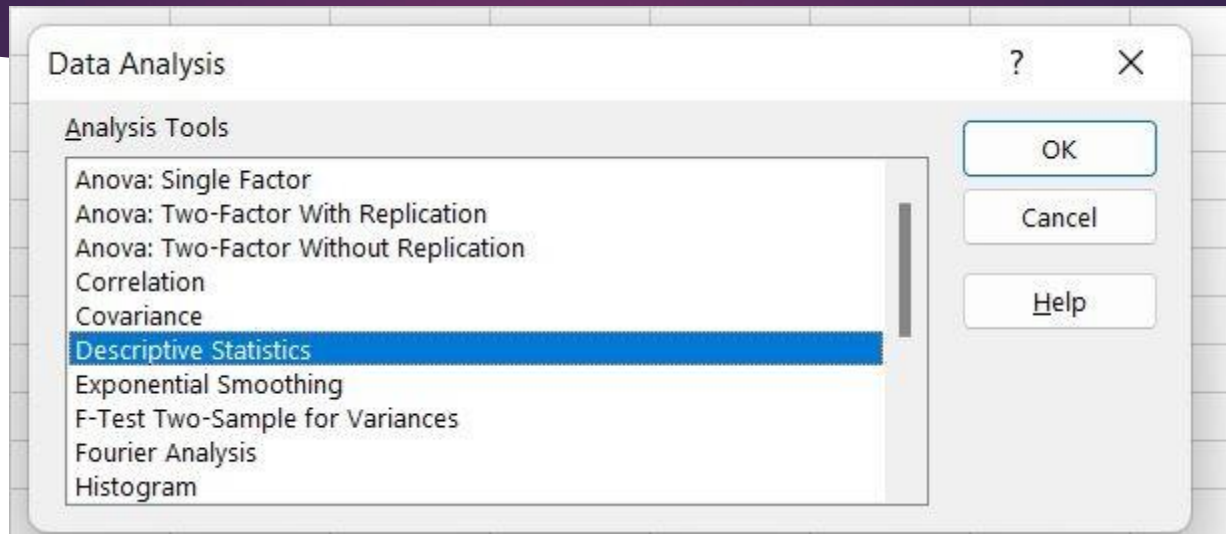 Data Analysis
?
Analysis Tools
Anova: Single Factor
Anova: Two-Factor With Replication
Anova: Two-Factor Without Replication
Correlation
Covariance
Descriptive Statistics
Exponential Smoothing
F-Test Two-Sample for Variances
Fourier Analysis
Histogram
OK
Cancel
Help